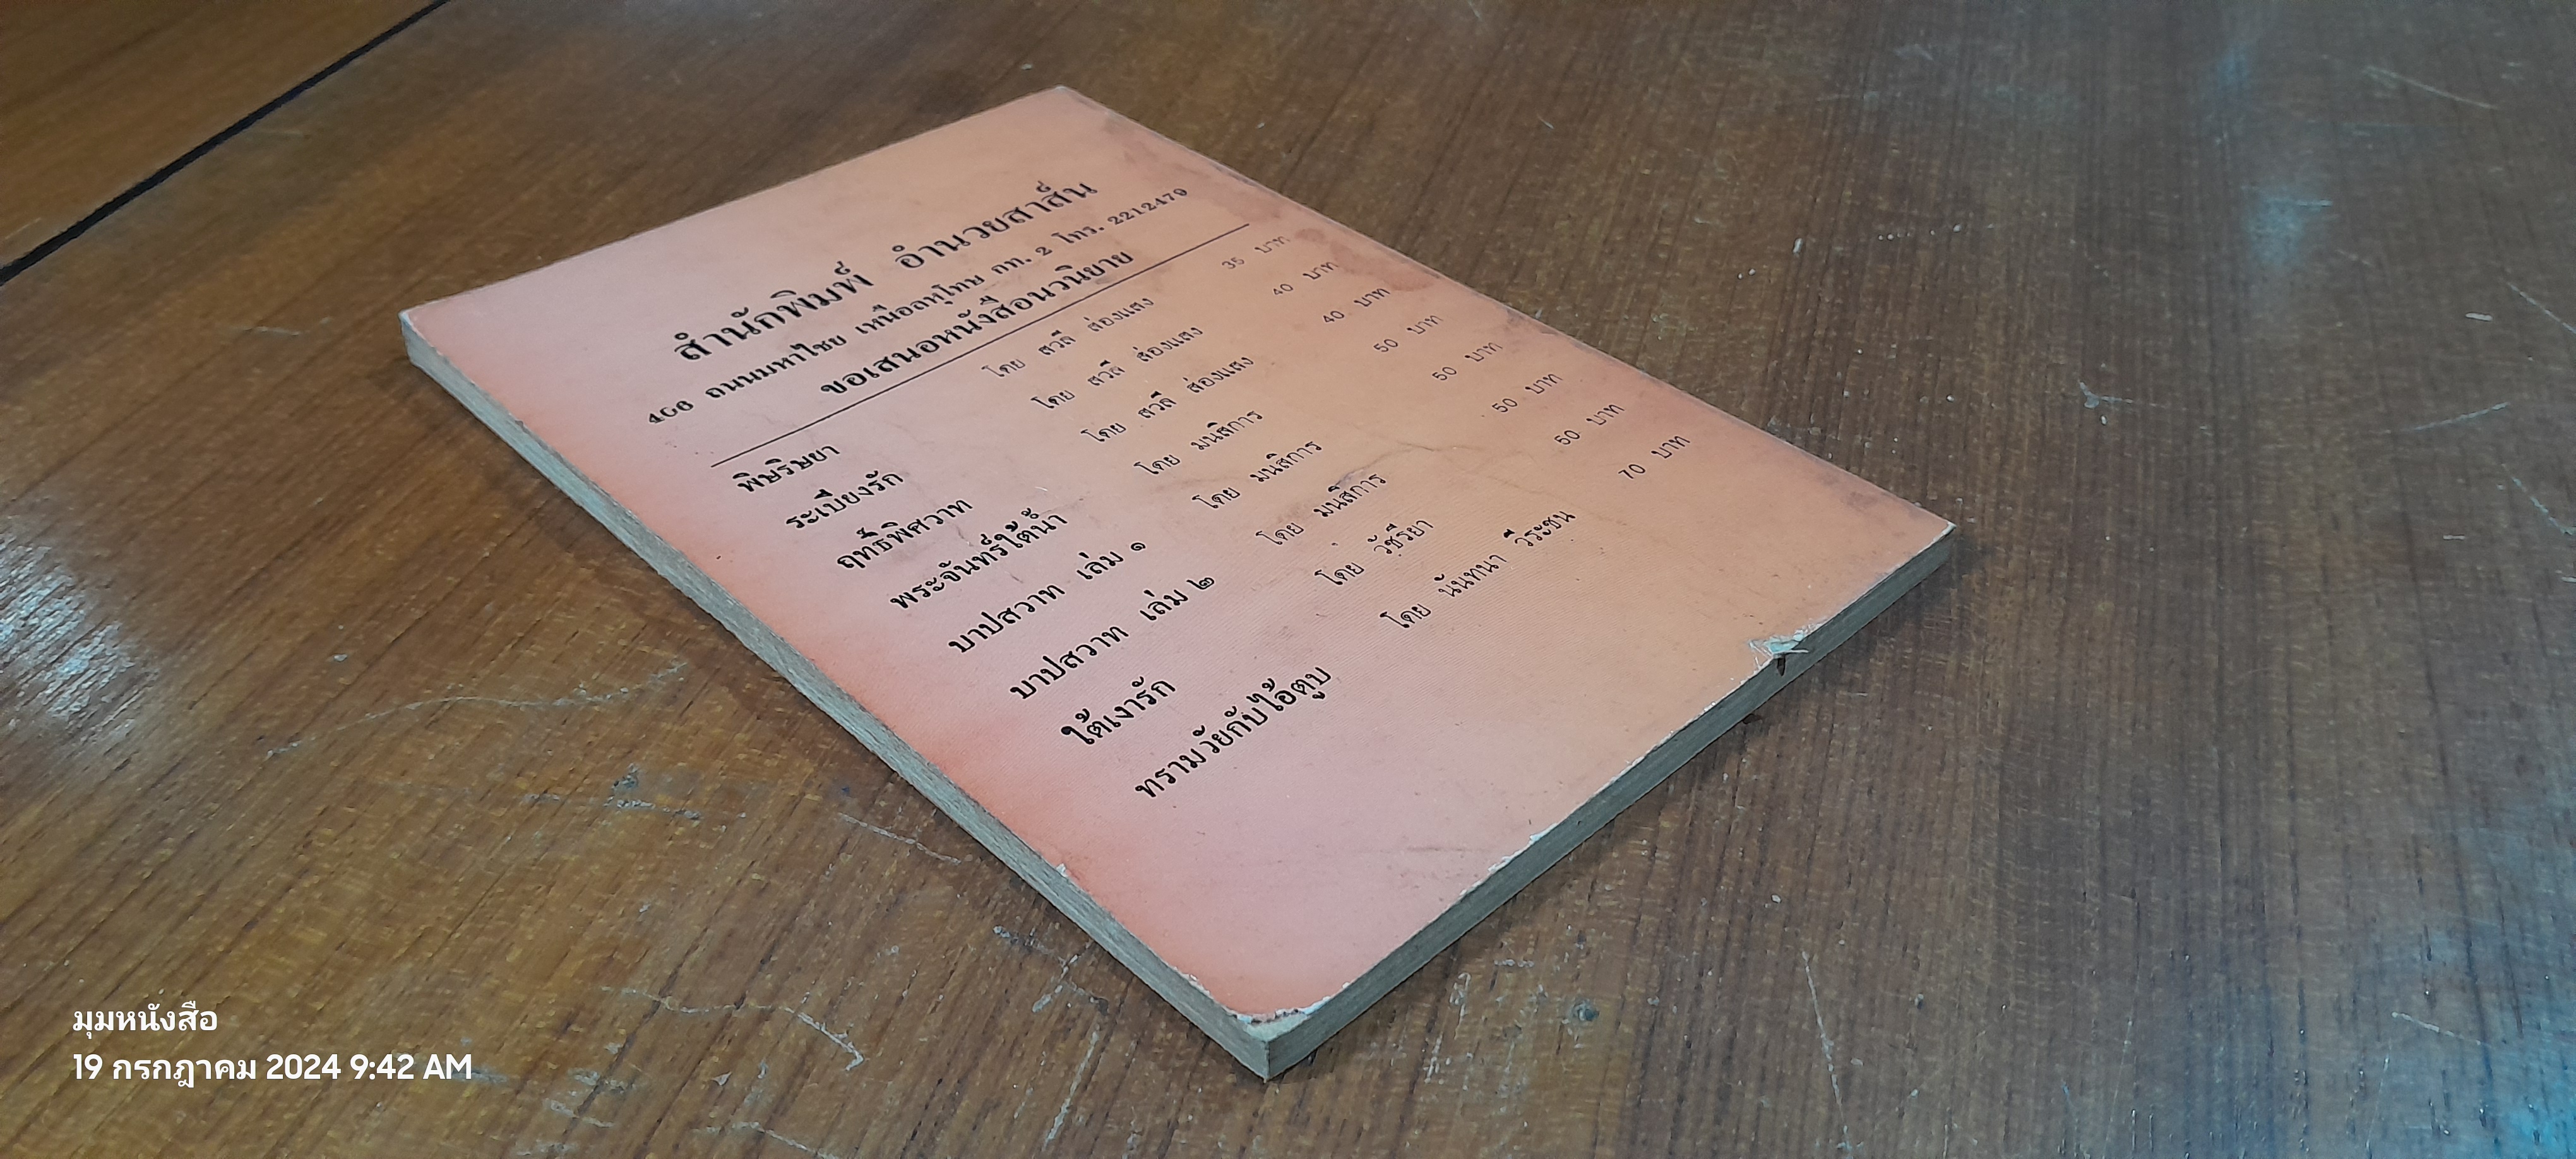 สำนักพิมพ์ อำนวยสาส์น
466 ถนนมหาไชย เหนือลทุไทย กท. 2 โทร. 2212479
ขอเสนอหนังสือนวนิยาย
พิษริษยา โดย สวลี ส่องแสง 35 บาท
ระเบียงรัก โดย สวลี ส่องแสง 40 บาท
ฤทธิ์พิศวาท โดย สวลี ส่องแสง 40 บาท
พระจันทร์ใต้น้ำ โดย มนสิการ 50 บาท
บาปสวาท เล่ม ๑ โดย มนสิการ 50 บาท
บาปสวาท เล่ม ๒ โดย มนสิการ 50 บาท
ใต้เงารัก โดย วัชรียา 50 บาท
ทรามวัยกับไอ้ตูบ โดย นันทนา วีระชน 70 บาท
มุมหนังสือ
19 กรกฎาคม 2024 9:42 AM